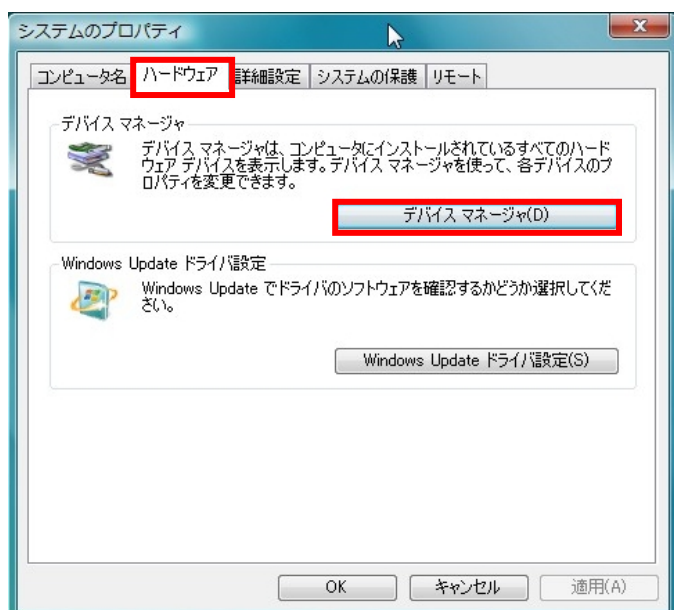 システムのプロパティ
コンピュータ名 ハードウェア 詳細設定 システムの保護 リモート
デバイス マネージャ
デバイス マネージャは、コンピュータにインストールされているすべてのハード
ウェア デバイスを表示します。デバイス マネージャを使って、各デバイスのプ
ロパティを変更できます。
デバイス マネージャ(D)
Windows Update ドライバ設定
Windows Update でドライバのソフトウェアを確認するかどうか選択してくだ
さい。
Windows Update ドライバ設定(S)
OK キャンセル 適用(A)